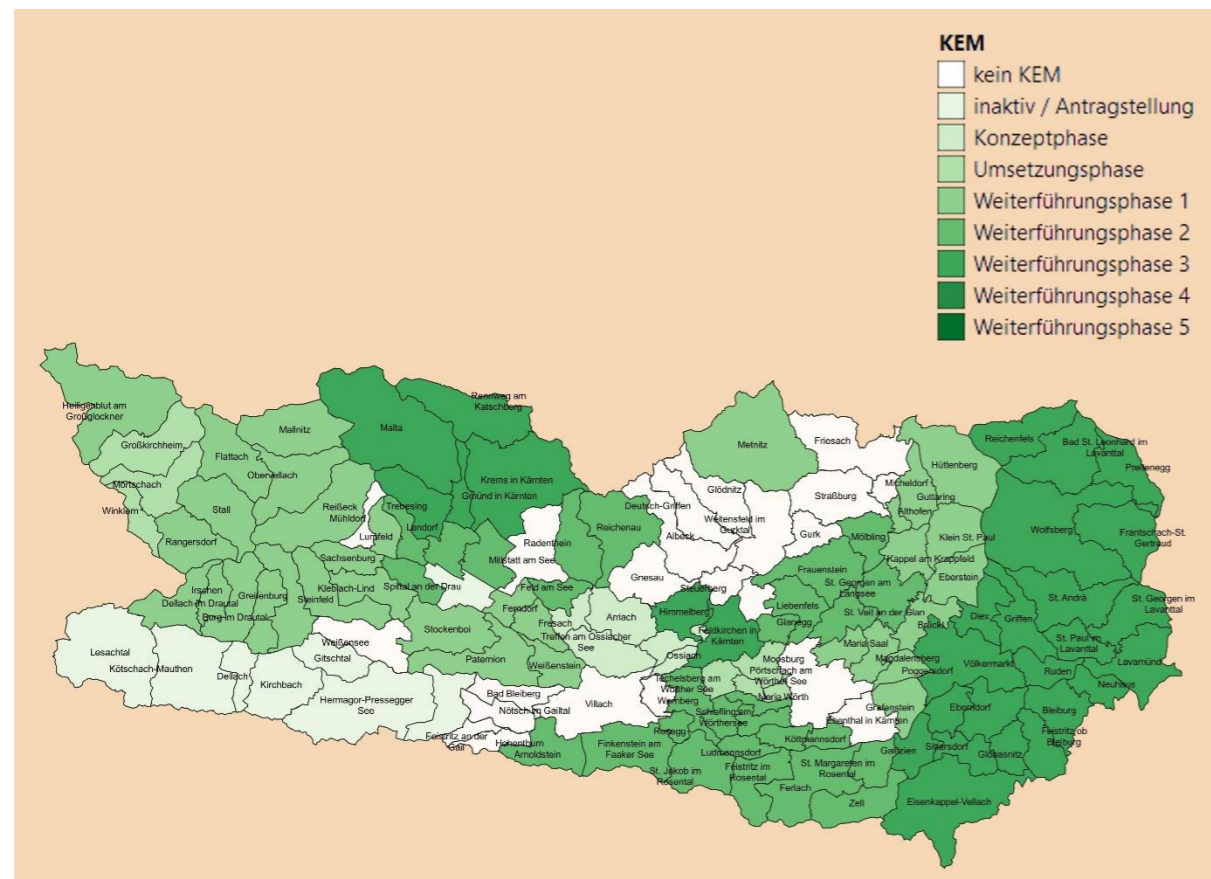 KEM
kein KEM
inaktiv / Antragstellung
Konzeptphase
Umsetzungsphase
Weiterführungsphase 1
Weiterführungsphase 2
Weiterführungsphase 3
Weiterführungsphase 4
Weiterführungsphase 5
Heiligenblut am
Großglockner
Großkirchheim
Mörtschach
Winklern
Mallnitz
Flattach
Obervellach
Stall
Rangersdorf
Reißeck
Mühldorf
Lurnfeld
Sachsenburg
Malta
Rennweg am
Katschberg
Krems in Kärnten
Gmünd in Kärnten
Trebesing
Lendorf
Millstatt am See
Radenthein
Reichenau
Feld am See
Spittal an der Drau
Irschen
Dellach im Drautal
Greifenburg
Berg im Drautal
Steinfeld
Kleblach-Lind
Weißensee
Stockenboi
Paternion
Ferndorf
Fresach
Weißenstein
Arriach
Treffen am Ossiacher
See
Ossiach
Lesachtal
Kötschach-Mauthen
Dellach
Kirchbach
Gitschtal
Hermagor-Pressegger
See
Bad Bleiberg
Nötsch im Gailtal
Villach
Feistritz an der
Gail
Hohenthurn
Arnoldstein
Finkenstein am
Faaker See
Metnitz
Friesach
Glödnitz
Deutsch-Griffen
Weitensfeld im
Gurktal
Albeck
Straßburg
Gurk
Gnesau
Steuerberg
Himmelberg
Feldkirchen in
Kärnten
Micheldorf
Hüttenberg
Guttaring
Althofen
Klein St. Paul
Mölbling
Kappel am Krappfeld
Eberstein
Frauenstein
St. Georgen am
Längsee
Liebenfels
St. Veit an der Glan
Glanegg
Brückl
Maria Saal
Magdalensberg
Poggersdorf
Moosburg
Pörtschach am
Wörther See
Techelsberg am
Wörther See
Wernberg
Maria Wörth
Schiefling am
Wörthersee
Rosegg
Ludmannsdorf
Köttmannsdorf
St. Jakob im
Rosental
Feistritz im
Rosental
Ferlach
St. Margareten im
Rosental
Zell
Grafenstein
Ebenthal in Kärnten
Gallizien
Reichenfels
Bad St. Leonhard im
Lavanttal
Preitenegg
Wolfsberg
Frantschach-St.
Gertraud
St. Andrä
St. Georgen im
Lavanttal
Diex
Griffen
St. Paul im
Lavanttal
Lavamünd
Völkermarkt
Ruden
Neuhaus
Eberndorf
Bleiburg
Feistritz ob
Bleiburg
Sittersdorf
Globasnitz
Eisenkappel-Vellach